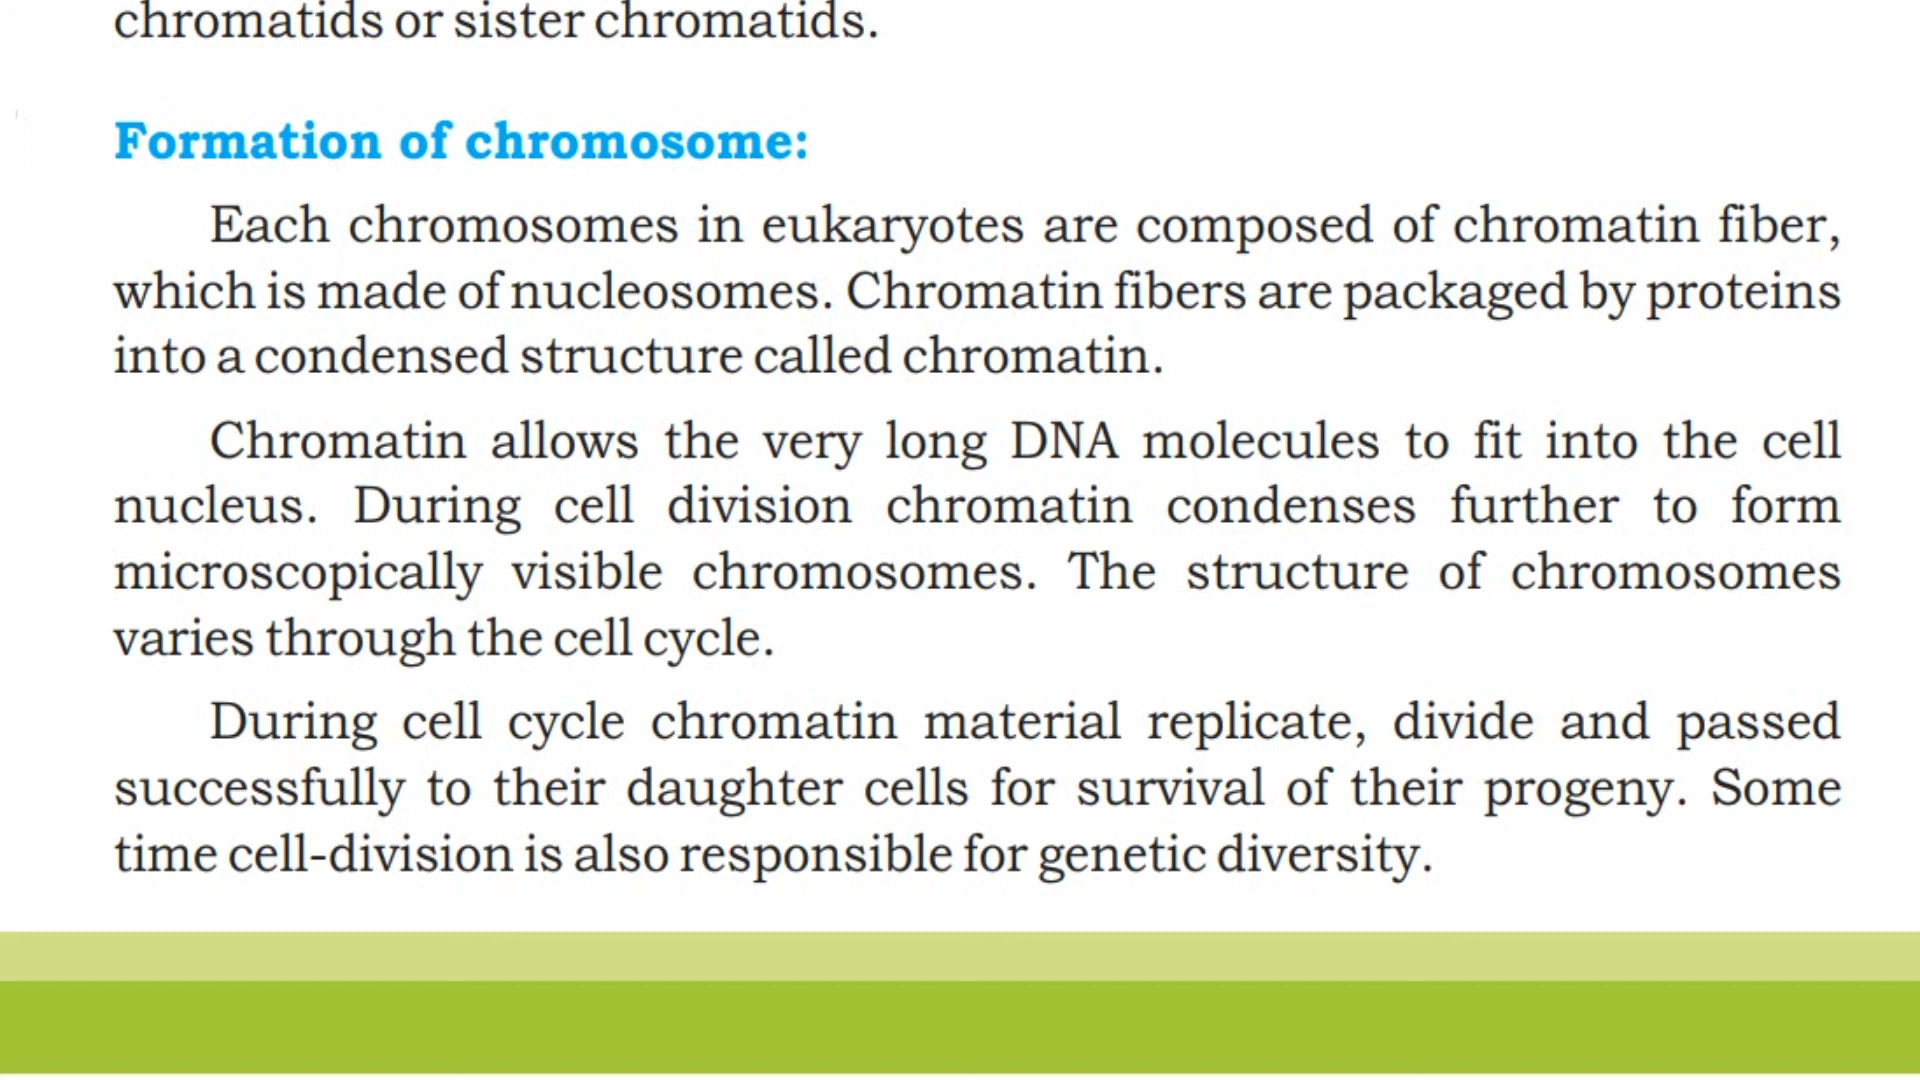 chromatids or sister chromatids.
Formation of chromosome:
Each chromosomes in eukaryotes are composed of chromatin fiber,
which is made of nucleosomes. Chromatin fibers are packaged by proteins
into a condensed structure called chromatin.
Chromatin allows the very long DNA molecules to fit into the cell
nucleus. During cell division chromatin condenses further to form
microscopically visible chromosomes. The structure of chromosomes
varies through the cell cycle.
During cell cycle chromatin material replicate, divide and passed
successfully to their daughter cells for survival of their progeny. Some
time cell-division is also responsible for genetic diversity.